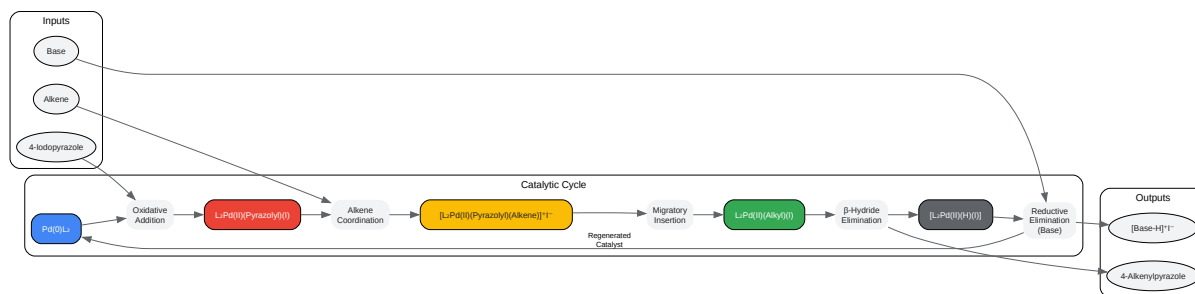 Inputs
Base
Alkene
4-Iodopyrazole
Catalytic Cycle
Pd(0)L₂
Oxidative
Addition
L₂Pd(II)(Pyrazolyl)(I)
Alkene
Coordination
[L₂Pd(II)(Pyrazolyl)(Alkene)]⁺I⁻
Migratory
Insertion
L₂Pd(II)(Alkyl)(I)
β-Hydride
Elimination
[L₂Pd(II)(H)(I)]
Reductive
Elimination
(Base)
Regenerated
Catalyst
Outputs
[Base-H]⁺I⁻
4-Alkenylpyrazole